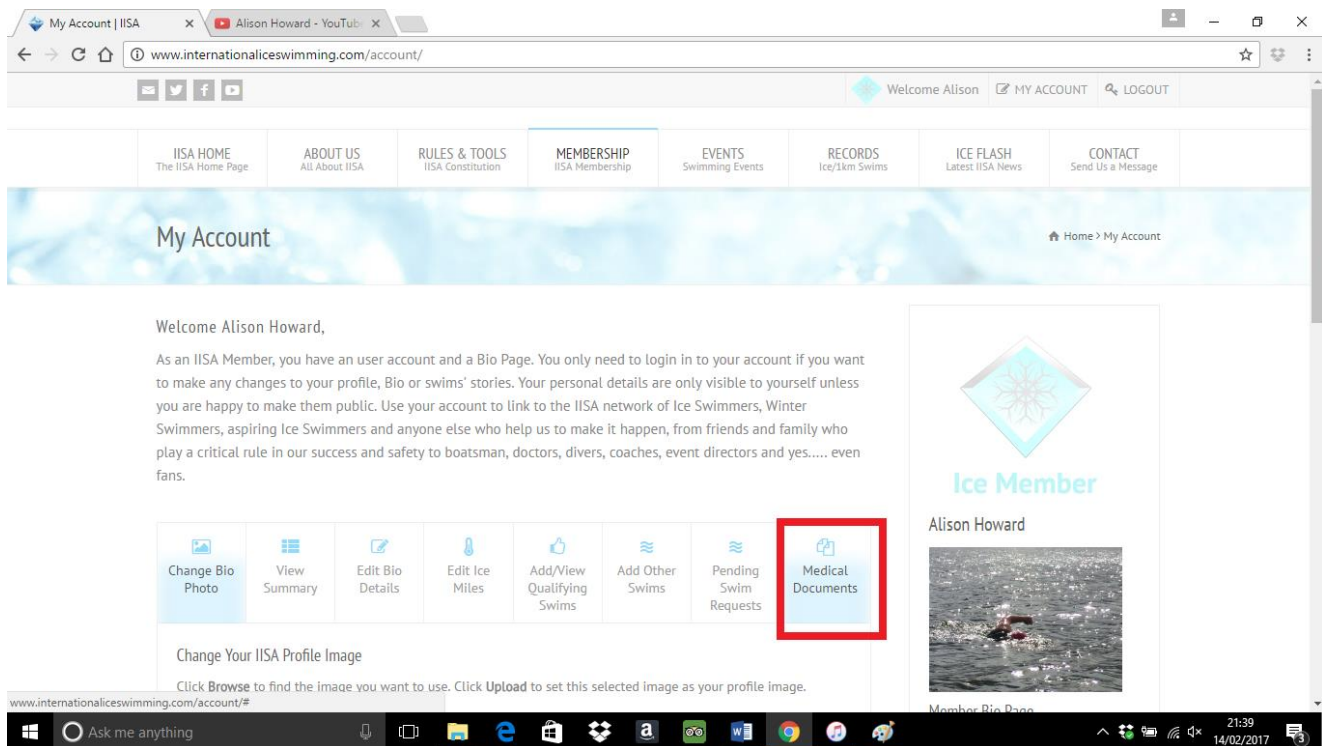 My Account | IISA
Alison Howard - YouTub
www.internationaliceswimming.com/account/
Welcome Alison MY ACCOUNT LOGOUT
IISA HOME ABOUT US RULES & TOOLS MEMBERSHIP EVENTS RECORDS ICE FLASH CONTACT
The IISA Home Page All About IISA IISA Constitution IISA Membership Swimming Events Ice/1km Swims Latest IISA News Send Us a Message
My Account
Home > My Account
Welcome Alison Howard,
As an IISA Member, you have an user account and a Bio Page. You only need to login in to your account if you want
to make any changes to your profile, Bio or swims' stories. Your personal details are only visible to yourself unless
you are happy to make them public. Use your account to link to the IISA network of Ice Swimmers, Winter
Swimmers, aspiring Ice Swimmers and anyone else who help us to make it happen, from friends and family who
play a critical rule in our success and safety to boatsman, doctors, divers, coaches, event directors and yes..... even
fans.
Change Bio
Photo
View
Summary
Edit Bio
Details
Edit Ice
Miles
Add/View
Qualifying
Swims
Add Other
Swims
Pending
Swim
Requests
Medical
Documents
Change Your IISA Profile Image
Click Browse to find the image you want to use. Click Upload to set this selected image as your profile image.
Ice Member
Alison Howard
Member Bio Page
www.internationaliceswimming.com/account/#
Ask me anything
21:39
14/02/2017
3